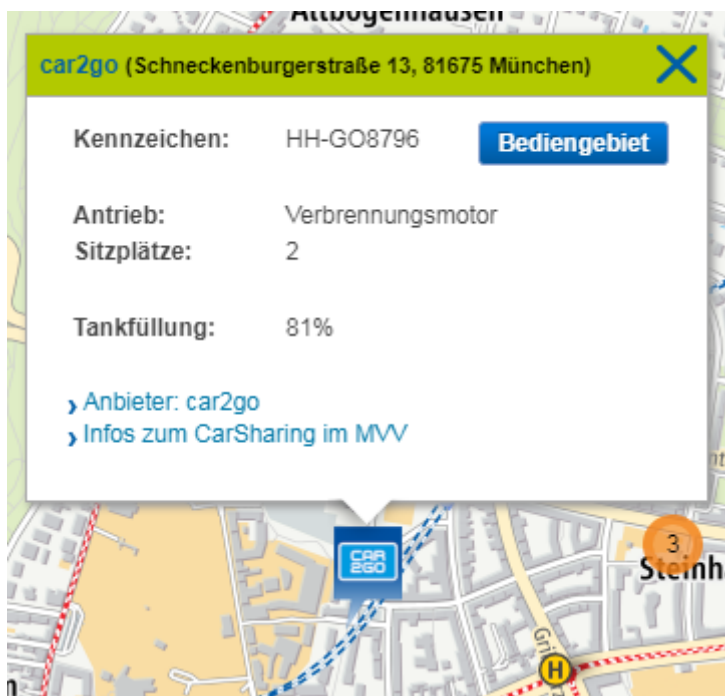 Altbogenhausen
car2go (Schneckenburgerstraße 13, 81675 München)
Kennzeichen: HH-GO8796 Bediengebiet
Antrieb: Verbrennungsmotor
Sitzplätze: 2
Tankfüllung: 81%
Anbieter: car2go
Infos zum CarSharing im MVV
CAR
2GO
3
Steinh
H